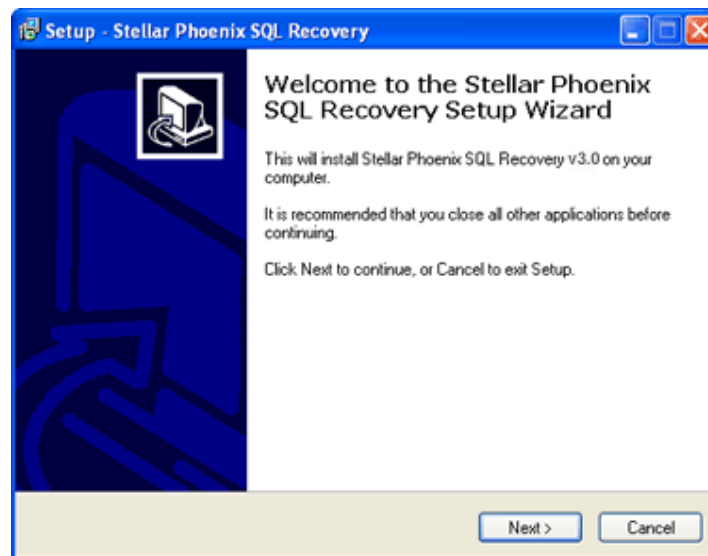 Setup - Stellar Phoenix SQL Recovery
Welcome to the Stellar Phoenix
SQL Recovery Setup Wizard
This will install Stellar Phoenix SQL Recovery v3.0 on your
computer.
It is recommended that you close all other applications before
continuing.
Click Next to continue, or Cancel to exit Setup.
Next >
Cancel